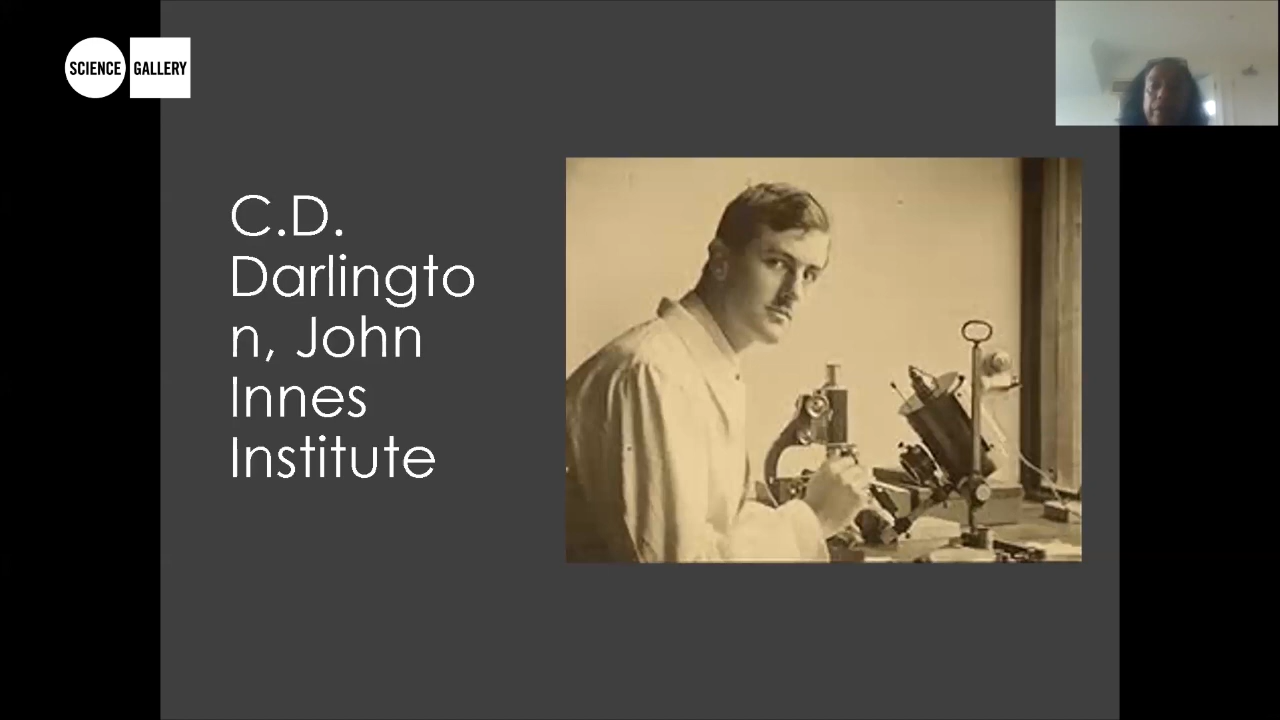 SCIENCE GALLERY
C.D.
Darlingto
n, John
Innes
Institute